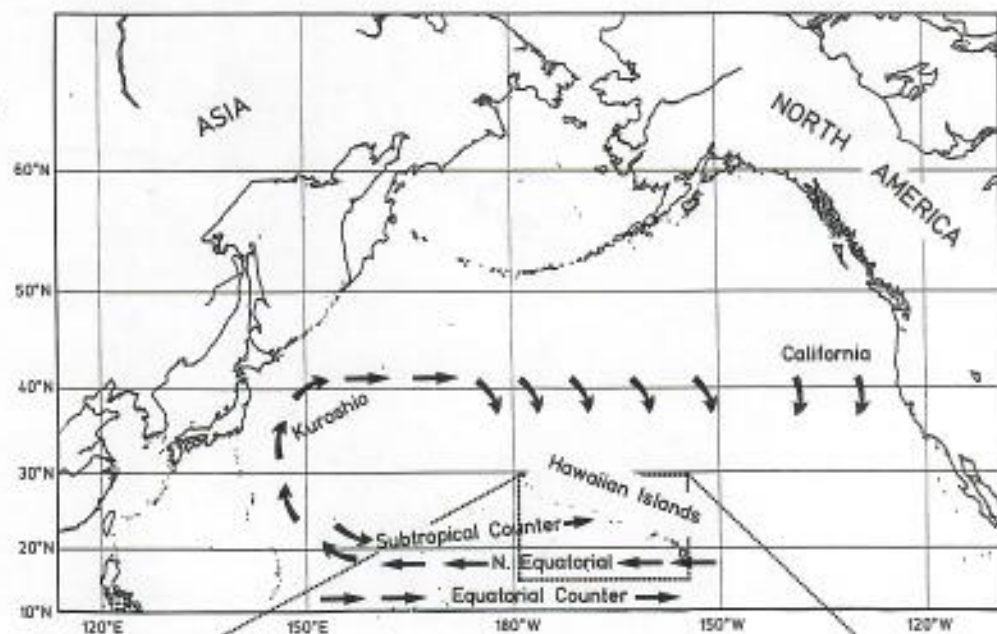 ASIA
NORTH
AMERICA
60°N
50°N
California
40°N
Kuroshio
30°N
Hawaiian Islands
Subtropical Counter
20°N
N. Equatorial
Equatorial Counter
10°N
120°E 150°E 180°W 150°W 120°W